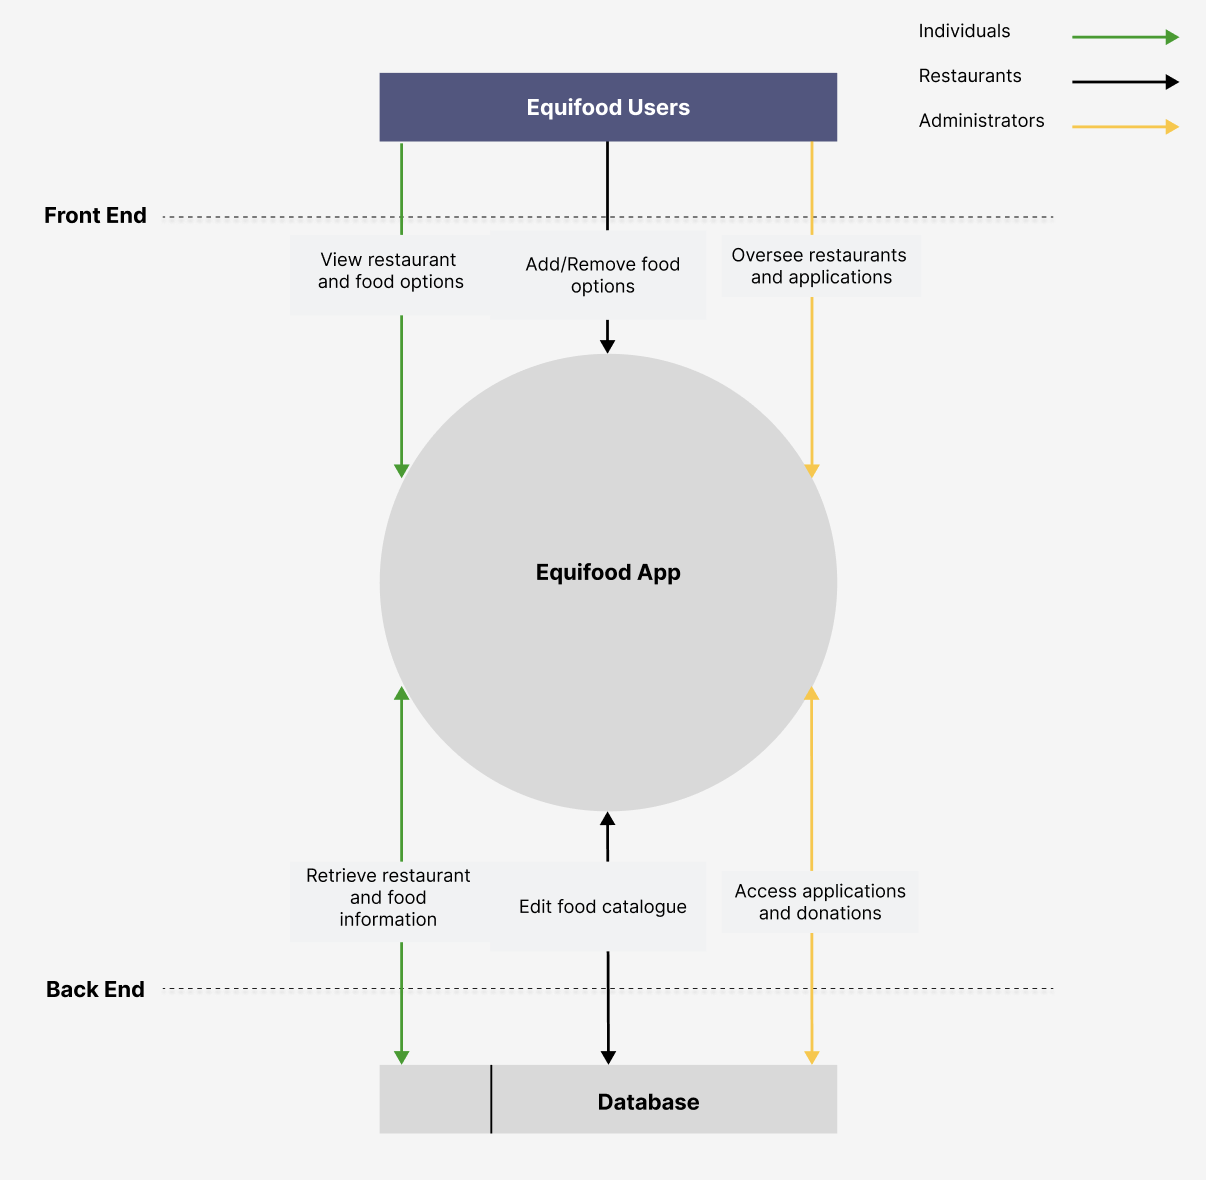 Individuals
Restaurants
Administrators
Equifood Users
Front End
View restaurant
and food options
Add/Remove food
options
Oversee restaurants
and applications
Equifood App
Retrieve restaurant
and food
information
Edit food catalogue
Access applications
and donations
Back End
Database